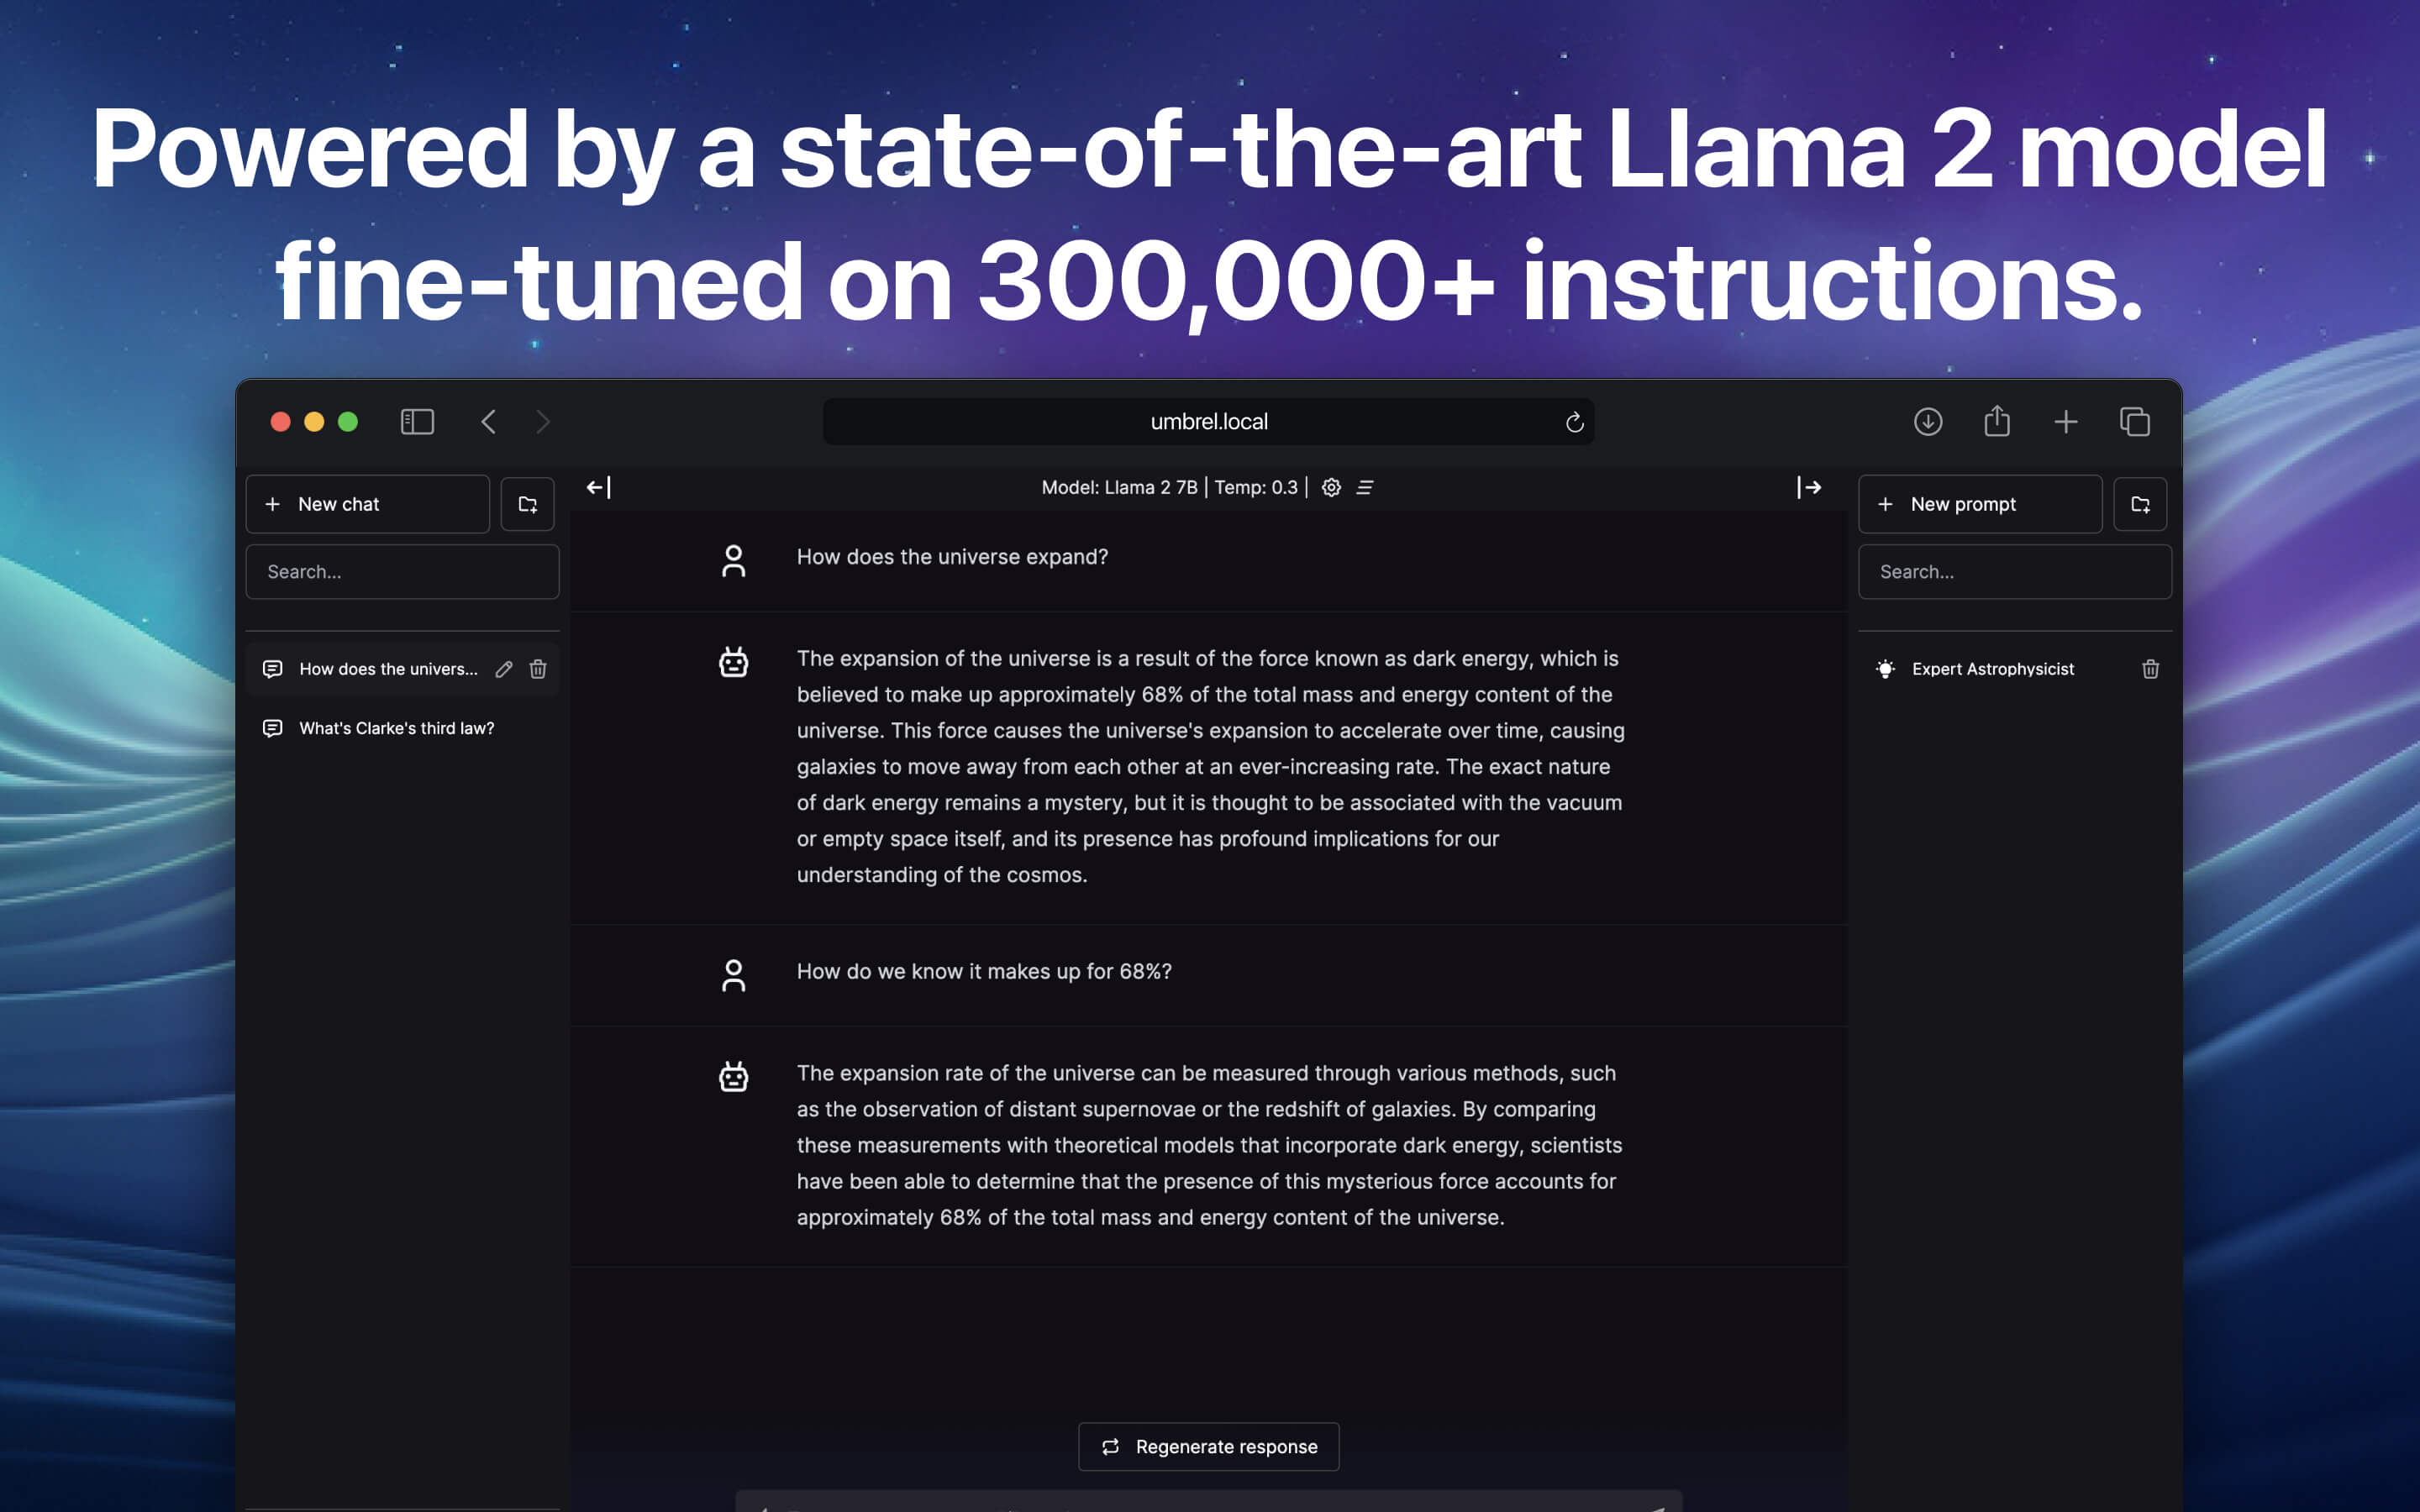 Powered by a state-of-the-art Llama 2 model
fine-tuned on 300,000+ instructions.
umbrel.local
New chat
Search...
How does the univers...
What's Clarke's third law?
Model: Llama 2 7B | Temp: 0.3 |
How does the universe expand?
The expansion of the universe is a result of the force known as dark energy, which is
believed to make up approximately 68% of the total mass and energy content of the
universe. This force causes the universe's expansion to accelerate over time, causing
galaxies to move away from each other at an ever-increasing rate. The exact nature
of dark energy remains a mystery, but it is thought to be associated with the vacuum
or empty space itself, and its presence has profound implications for our
understanding of the cosmos.
How do we know it makes up for 68%?
The expansion rate of the universe can be measured through various methods, such
as the observation of distant supernovae or the redshift of galaxies. By comparing
these measurements with theoretical models that incorporate dark energy, scientists
have been able to determine that the presence of this mysterious force accounts for
approximately 68% of the total mass and energy content of the universe.
Regenerate response
New prompt
Search...
Expert Astrophysicist